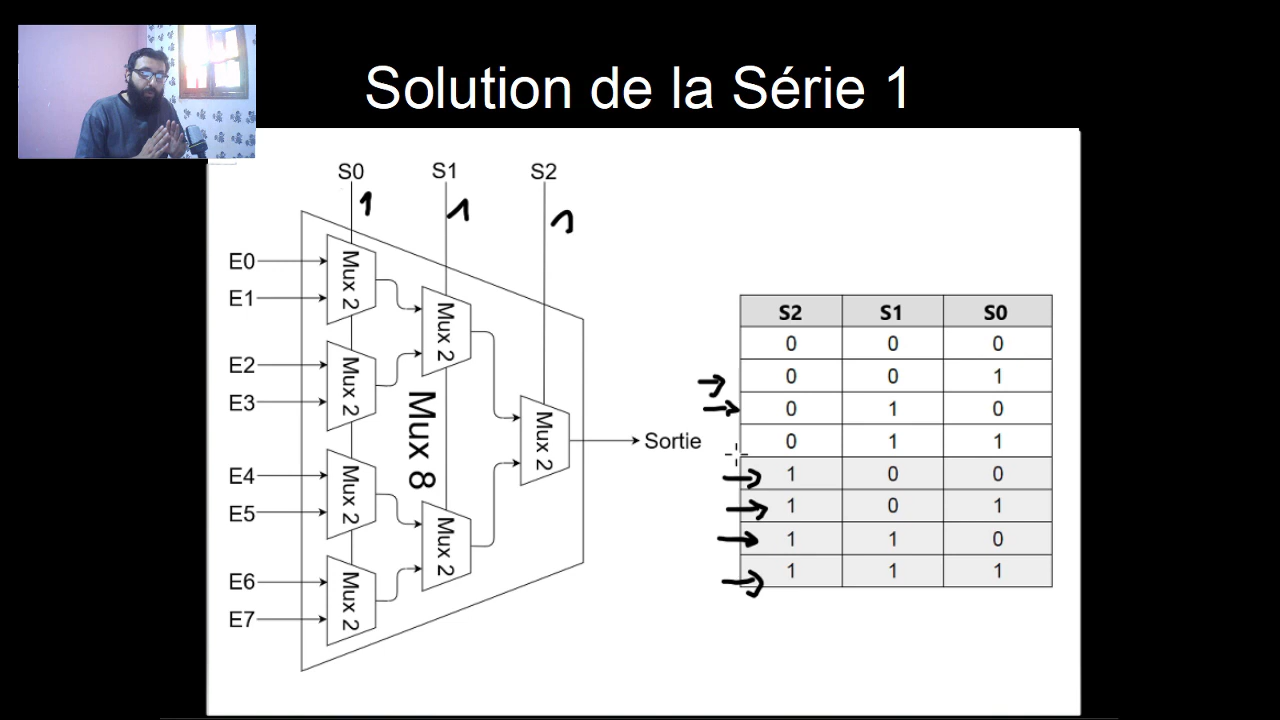 Solution de la Série 1
S0 S1 S2
1 1 1
E0
E1
E2
E3
E4
E5
E6
E7
Mux 2
Mux 2
Mux 2
Mux 2
Mux 2
Mux 2
Mux 2
Mux 8
Sortie
S2 S1 S0
0 0 0
0 0 1
0 1 0
0 1 1
1 0 0
1 0 1
1 1 0
1 1 1